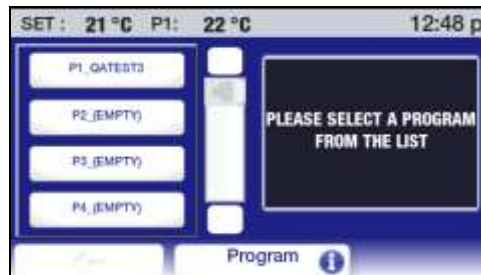 SET: 21 °C P1: 22 °C 12:48 p
P1_QATEST3
P2_(EMPTY)
P3_(EMPTY)
P4_(EMPTY)
PLEASE SELECT A PROGRAM
FROM THE LIST
Program i